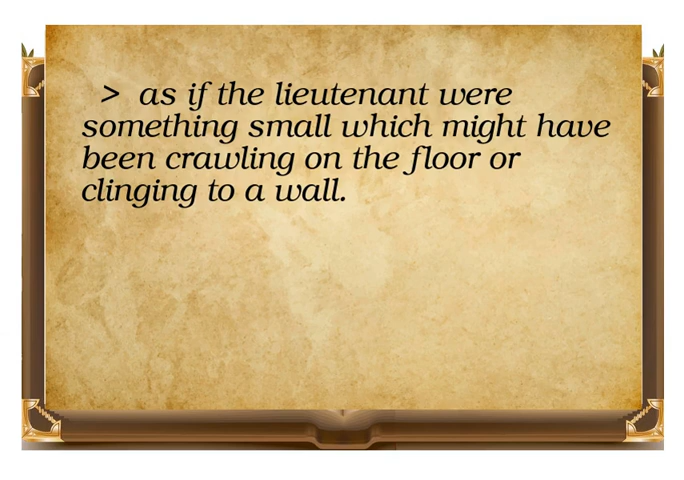 > as if the lieutenant were
something small which might have
been crawling on the floor or
clinging to a wall.